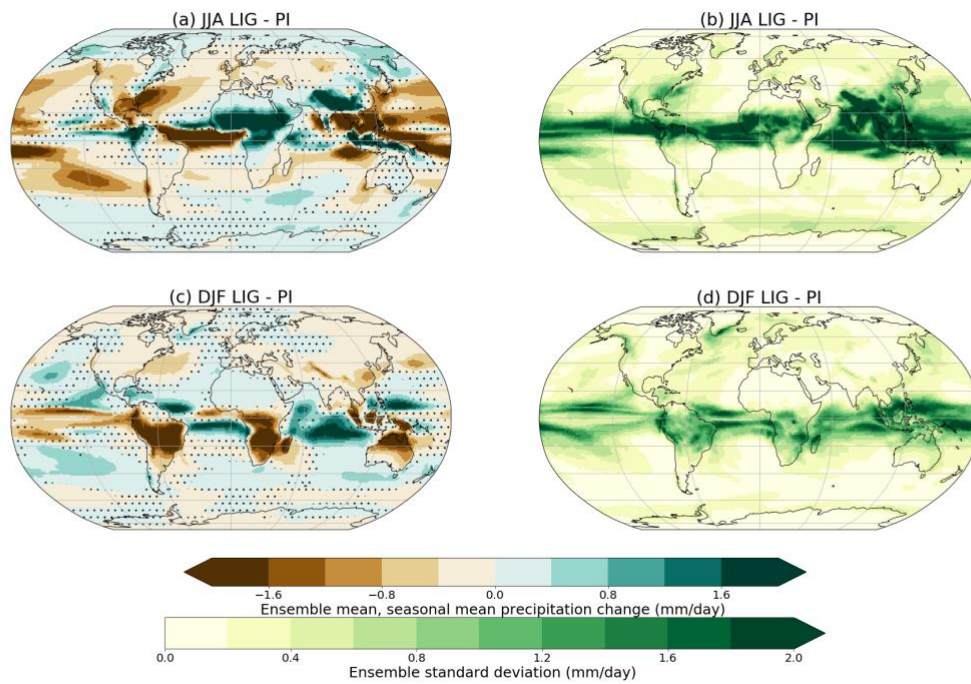 (a) JJA LIG - PI
(b) JJA LIG - PI
(c) DJF LIG - PI
(d) DJF LIG - PI
−1.6 −0.8 0.0 0.8 1.6
Ensemble mean, seasonal mean precipitation change (mm/day)
0.0 0.4 0.8 1.2 1.6 2.0
Ensemble standard deviation (mm/day)